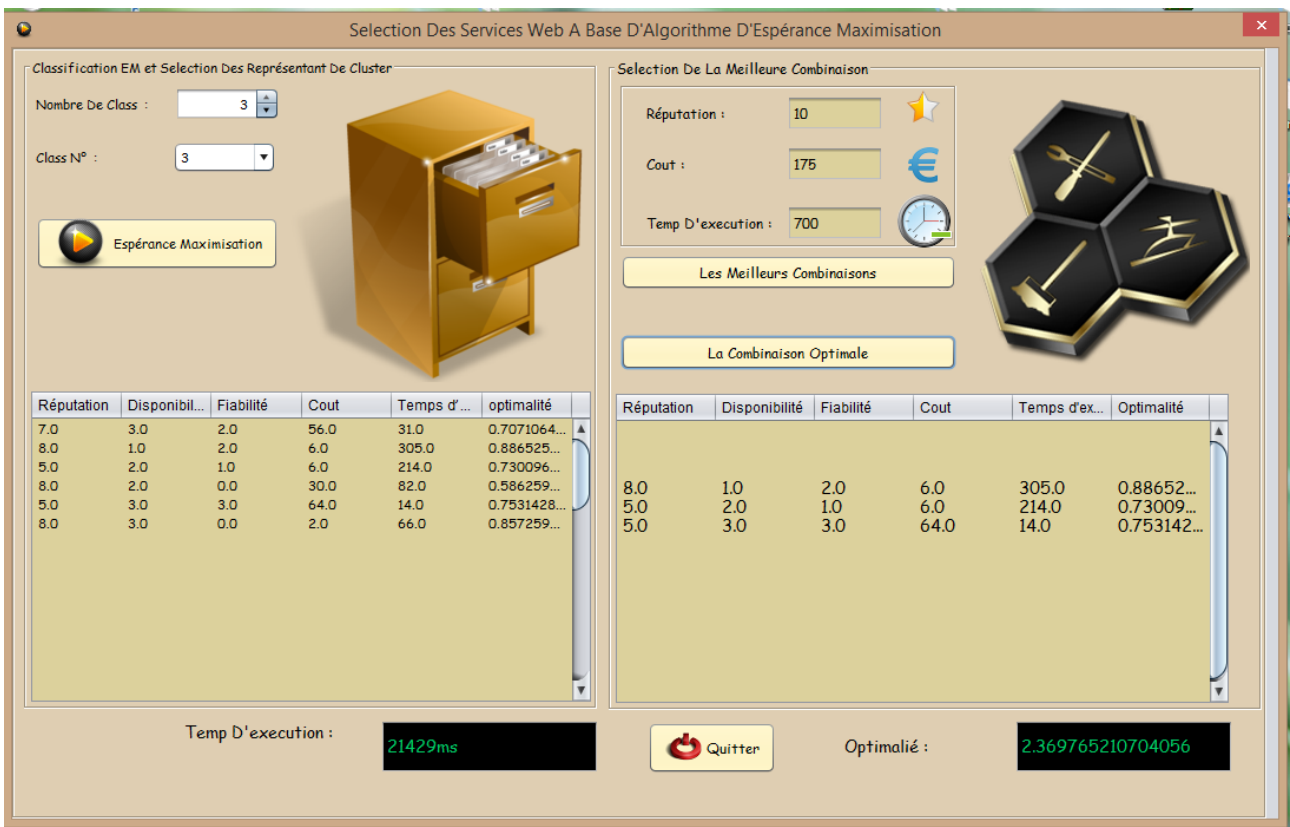 Selection Des Services Web A Base D'Algorithme D'Espérance Maximisation
Classification EM et Selection Des Représentant De Cluster
Nombre De Class : 3
Class N° : 3
Espérance Maximisation
Réputation Disponibil... Fiabilité Cout Temps d'... optimalité
7.0 3.0 2.0 56.0 31.0 0.7071064...
8.0 1.0 2.0 6.0 305.0 0.886525...
5.0 2.0 1.0 6.0 214.0 0.730096...
8.0 2.0 0.0 30.0 82.0 0.586259...
5.0 3.0 3.0 64.0 14.0 0.7531428...
8.0 3.0 0.0 2.0 66.0 0.857259...
Selection De La Meilleure Combinaison
Réputation : 10
Cout : 175
Temp D'execution : 700
Les Meilleurs Combinaisons
La Combinaison Optimale
Réputation Disponibilité Fiabilité Cout Temps d'ex... Optimalité
8.0 1.0 2.0 6.0 305.0 0.88652...
5.0 2.0 1.0 6.0 214.0 0.73009...
5.0 3.0 3.0 64.0 14.0 0.753142...
Temp D'execution : 21429ms
Quitter
Optimalié : 2.369765210704056